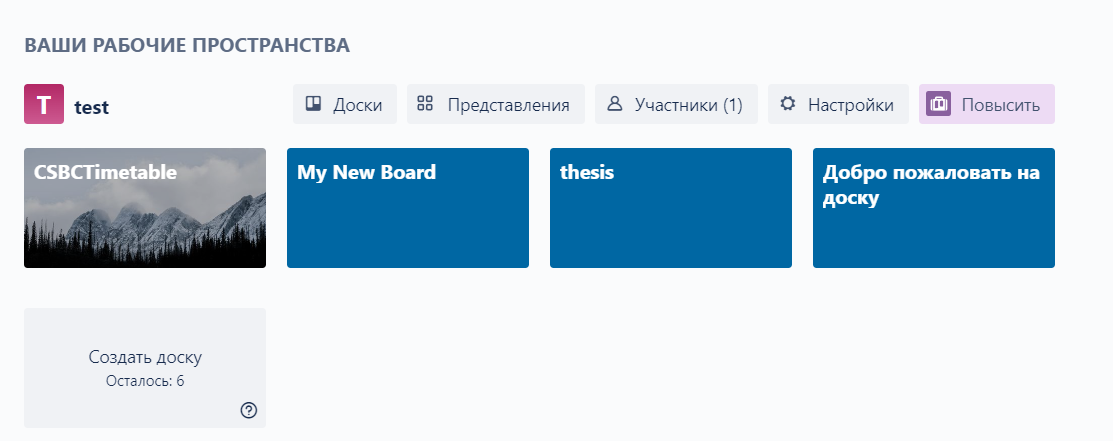 ВАШИ РАБОЧИЕ ПРОСТРАНСТВА
T test Доски Представления Участники (1) Настройки Повысить
CSBCTimetable My New Board thesis Добро пожаловать на
доску
Создать доску
Осталось: 6